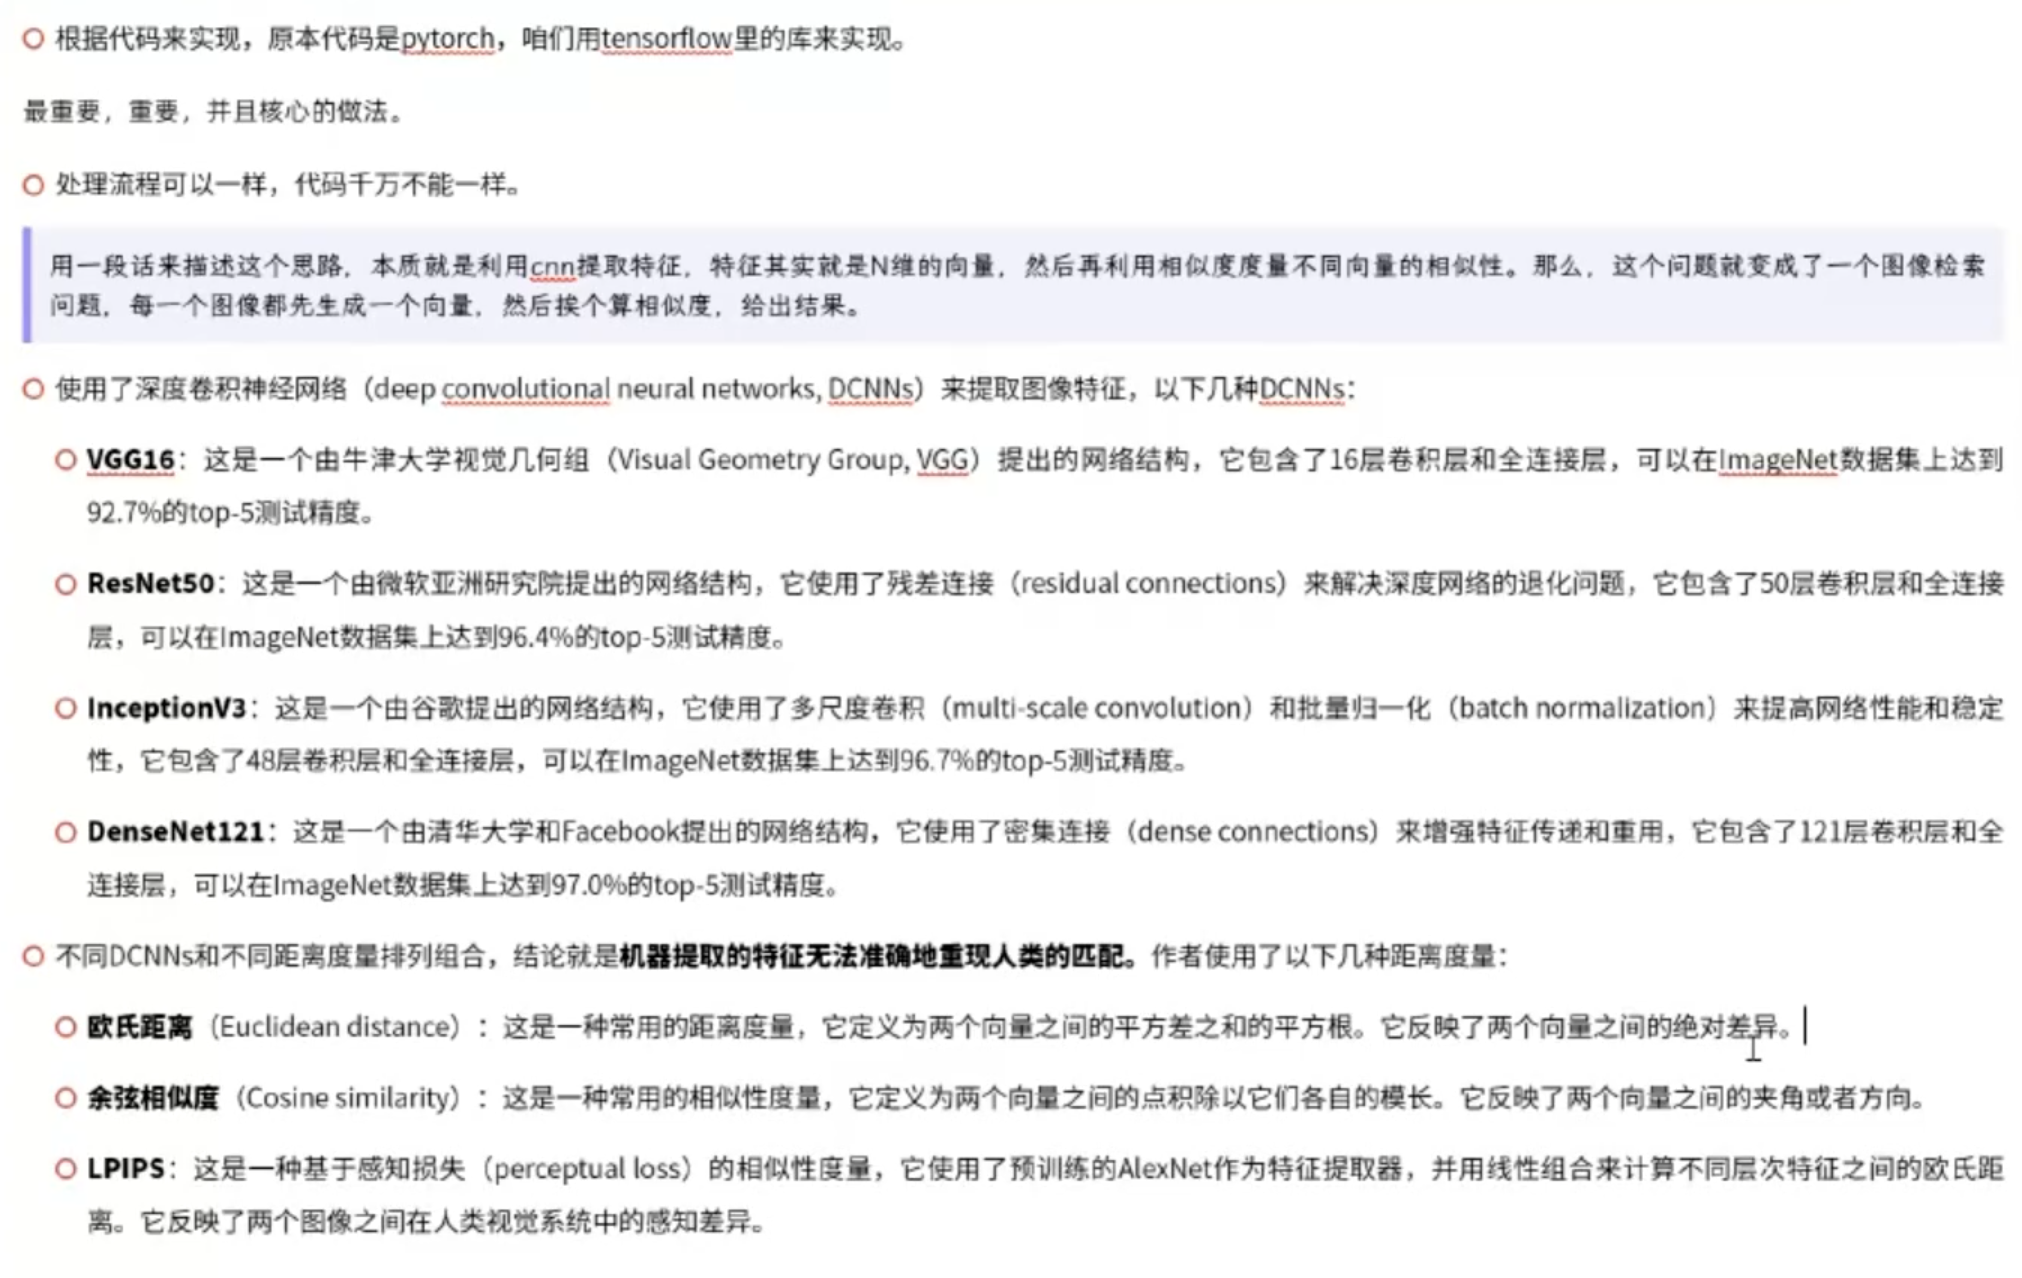 根据代码来实现，原本代码是pytorch，咱们用tensorflow里的库来实现。
最重要，重要，并且核心的做法。
处理流程可以一样，代码千万不能一样。
用一段话来描述这个思路，本质就是利用cnn提取特征，特征其实就是N维的向量，然后再利用相似度度量不同向量的相似性。那么，这个问题就变成了一个图像检索
问题，每一个图像都先生成一个向量，然后挨个算相似度，给出结果。
使用了深度卷积神经网络（deep convolutional neural networks, DCNNs）来提取图像特征，以下几种DCNNs：
VGG16：这是一个由牛津大学视觉几何组（Visual Geometry Group, VGG）提出的网络结构，它包含了16层卷积层和全连接层，可以在ImageNet数据集上达到
92.7%的top-5测试精度。
ResNet50：这是一个由微软亚洲研究院提出的网络结构，它使用了残差连接（residual connections）来解决深度网络的退化问题，它包含了50层卷积层和全连接
层，可以在ImageNet数据集上达到96.4%的top-5测试精度。
InceptionV3：这是一个由谷歌提出的网络结构，它使用了多尺度卷积（multi-scale convolution）和批量归一化（batch normalization）来提高网络性能和稳定
性，它包含了48层卷积层和全连接层，可以在ImageNet数据集上达到96.7%的top-5测试精度。
DenseNet121：这是一个由清华大学和Facebook提出的网络结构，它使用了密集连接（dense connections）来增强特征传递和重用，它包含了121层卷积层和全
连接层，可以在ImageNet数据集上达到97.0%的top-5测试精度。
不同DCNNs和不同距离度量排列组合，结论就是机器提取的特征无法准确地重现人类的匹配。作者使用了以下几种距离度量：
欧氏距离（Euclidean distance）：这是一种常用的距离度量，它定义为两个向量之间的平方差之和的平方根。它反映了两个向量之间的绝对差异。
余弦相似度（Cosine similarity）：这是一种常用的相似性度量，它定义为两个向量之间的点积除以它们各自的模长。它反映了两个向量之间的夹角或者方向。
LPIPS：这是一种基于感知损失（perceptual loss）的相似性度量，它使用了预训练的AlexNet作为特征提取器，并用线性组合来计算不同层次特征之间的欧氏距
离。它反映了两个图像之间在人类视觉系统中的感知差异。